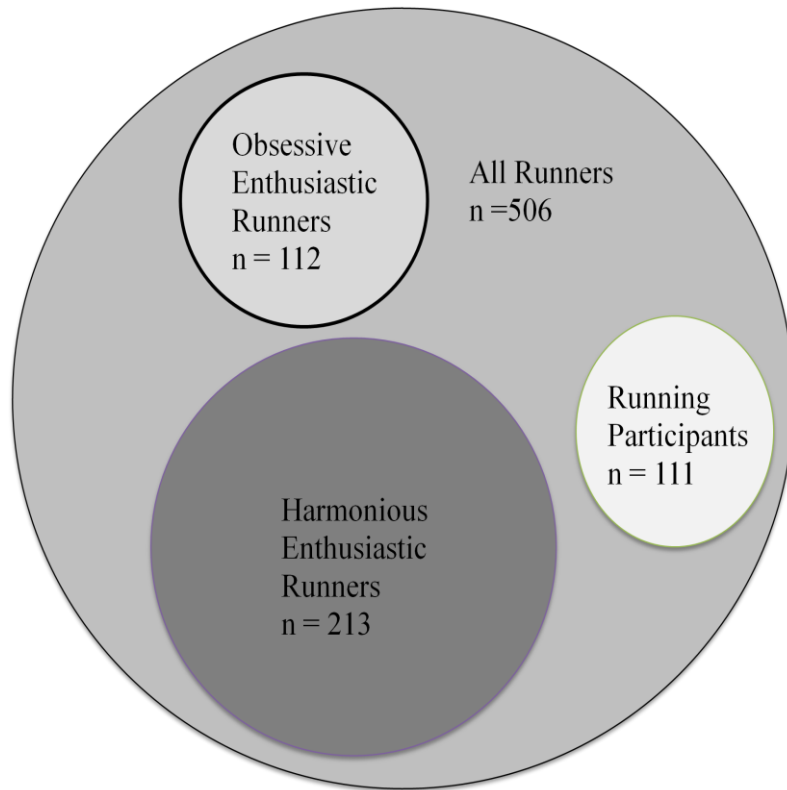 Obsessive
Enthusiastic
Runners
n = 112
All Runners
n =506
Running
Participants
n = 111
Harmonious
Enthusiastic
Runners
n = 213